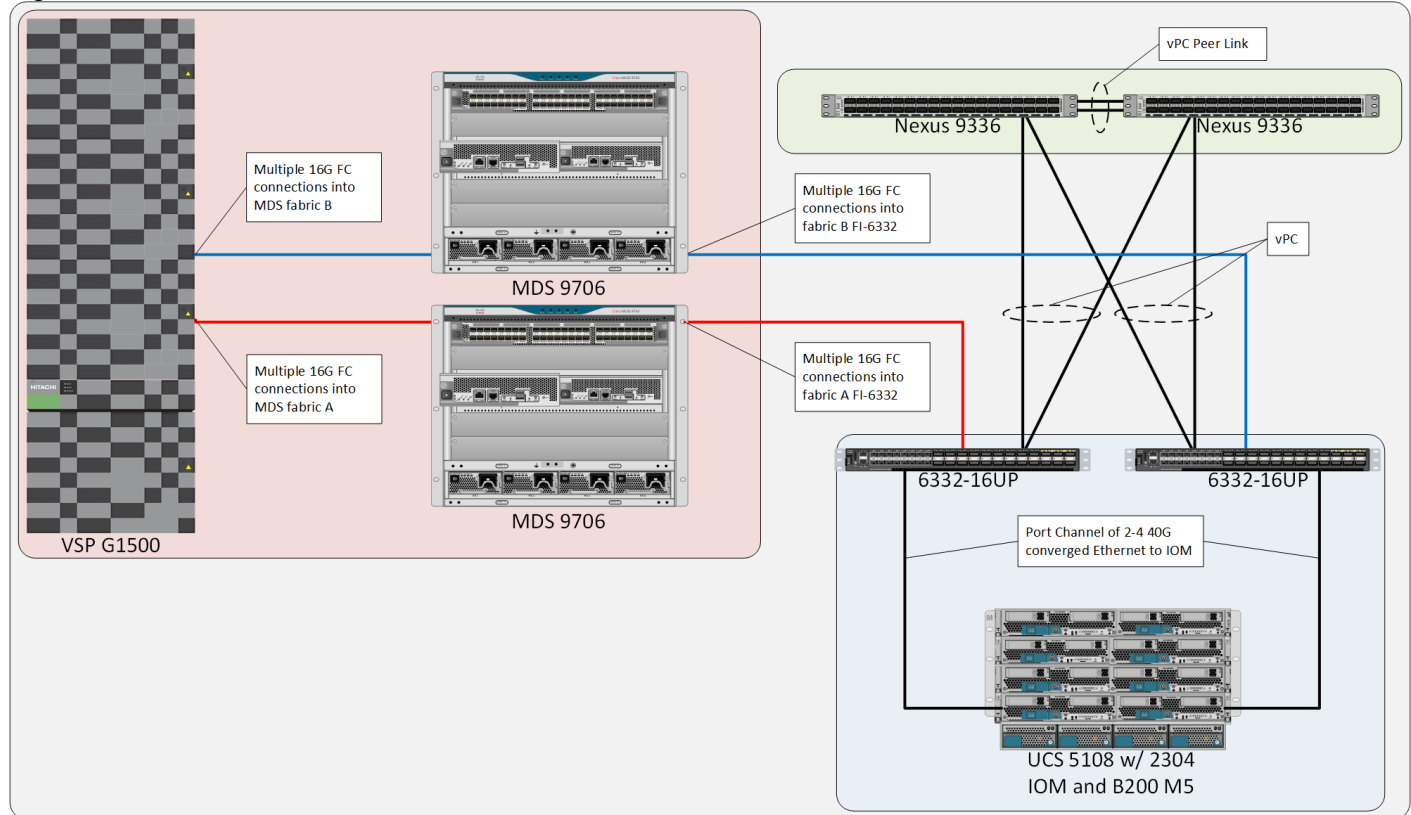 vPC Peer Link
Nexus 9336
Nexus 9336
Multiple 16G FC
connections into
MDS fabric B
Multiple 16G FC
connections into
fabric B FI-6332
vPC
MDS 9706
Multiple 16G FC
connections into
MDS fabric A
Multiple 16G FC
connections into
fabric A FI-6332
HITACHI
6332-16UP
6332-16UP
MDS 9706
VSP G1500
Port Channel of 2-4 40G
converged Ethernet to IOM
UCS 5108 w/ 2304
IOM and B200 M5